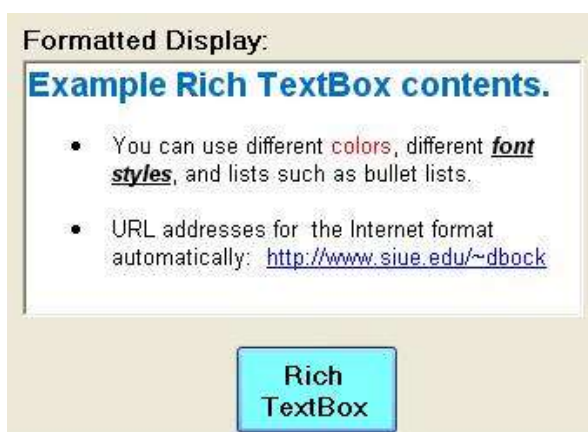 Formatted Display:
Example Rich TextBox contents.
• You can use different colors, different font
styles, and lists such as bullet lists.
• URL addresses for the Internet format
automatically: http://www.siue.edu/~dbock
Rich
TextBox